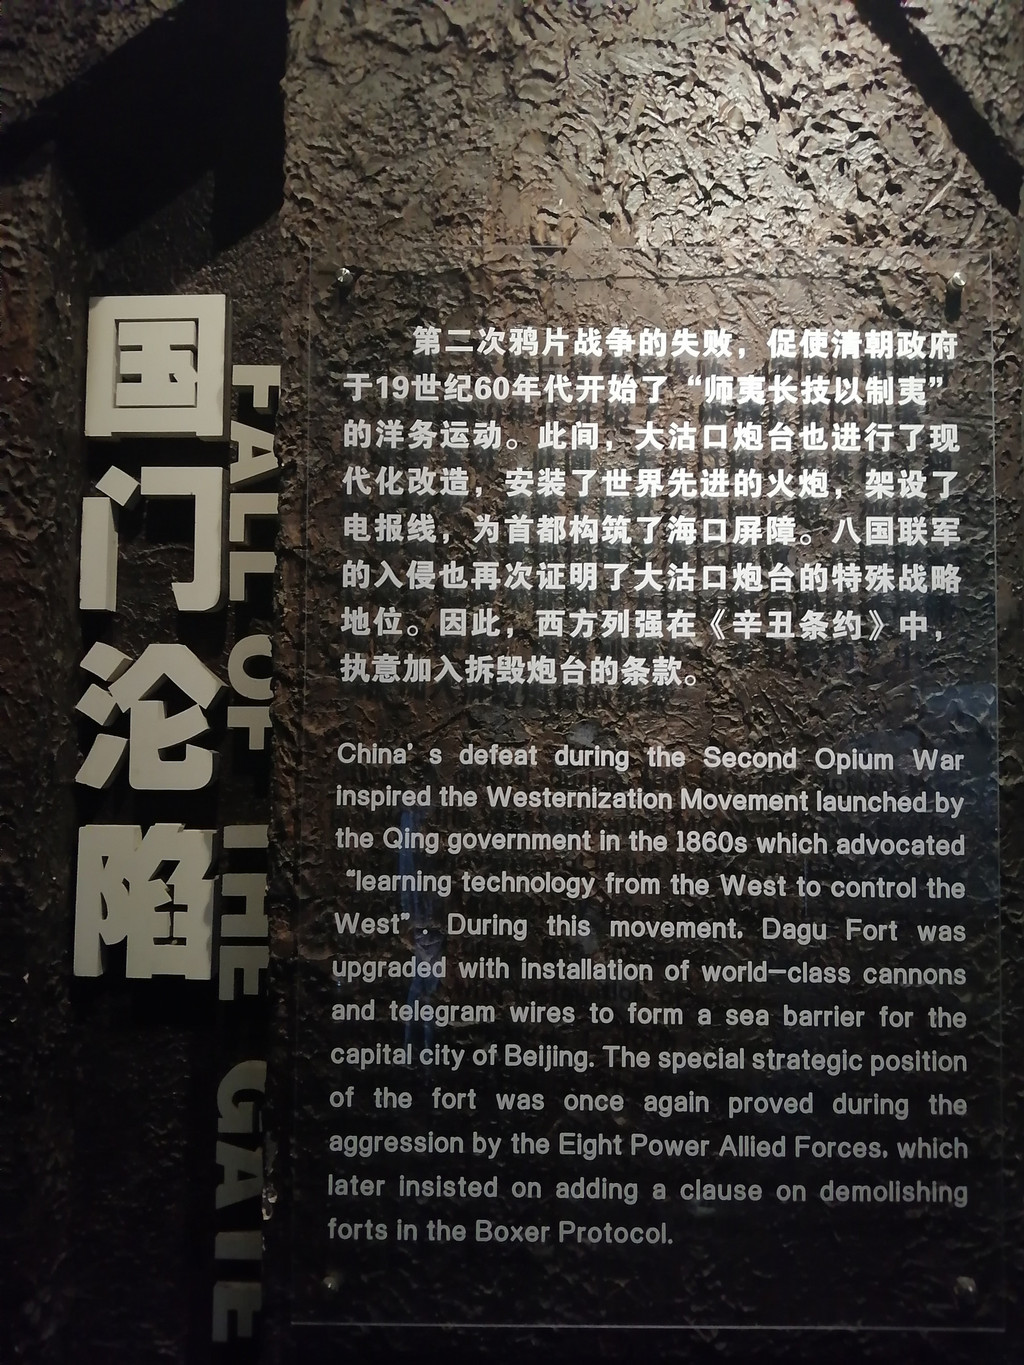 国门沦陷
FALL OF THE GATE
第二次鸦片战争的失败，促使清朝政府
于19世纪60年代开始了“师夷长技以制夷”
的洋务运动。此间，大沽口炮台也进行了现
代化改造，安装了世界先进的火炮，架设了
电报线，为首都构筑了海口屏障。八国联军
的入侵也再次证明了大沽口炮台的特殊战略
地位。因此，西方列强在《辛丑条约》中，
执意加入拆毁炮台的条款。
China’s defeat during the Second Opium War
inspired the Westernization Movement launched by
the Qing government in the 1860s which advocated
“learning technology from the West to control the
West”. During this movement, Dagu Fort was
upgraded with installation of world-class cannons
and telegram wires to form a sea barrier for the
capital city of Beijing. The special strategic position
of the fort was once again proved during the
aggression by the Eight Power Allied Forces, which
later insisted on adding a clause on demolishing
forts in the Boxer Protocol.